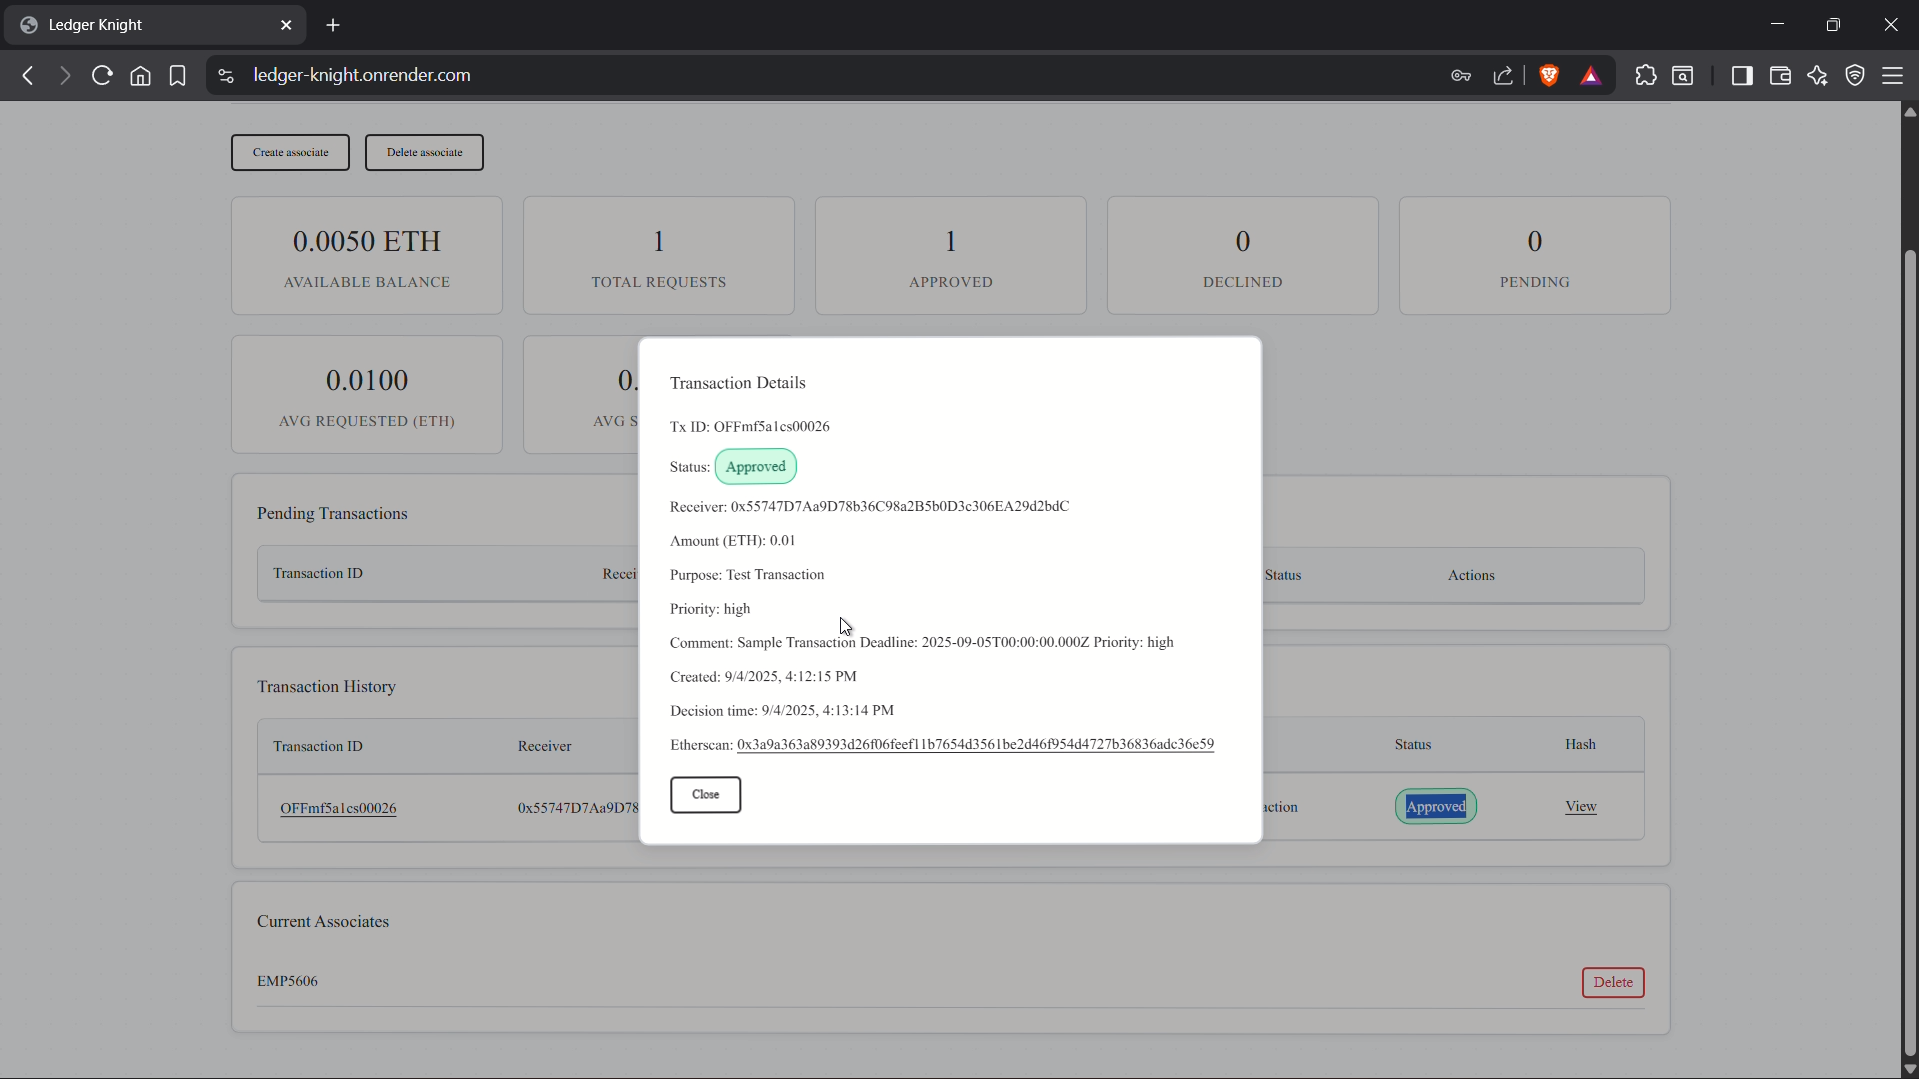 Ledger Knight
ledger-knight.onrender.com
Create associate
Delete associate
0.0050 ETH
AVAILABLE BALANCE
1
TOTAL REQUESTS
1
APPROVED
0
DECLINED
0
PENDING
0.0100
AVG REQUESTED (ETH)
0.
AVG S
Pending Transactions
Transaction ID
Recei
Status
Actions
Transaction History
Transaction ID
Receiver
Status
Hash
OFFmf5a1cs00026
0x55747D7Aa9D78
action
Approved
View
Current Associates
EMP5606
Delete
Transaction Details
Tx ID: OFFmf5a1cs00026
Status: Approved
Receiver: 0x55747D7Aa9D78b36C98a2B5b0D3c306EA29d2bdC
Amount (ETH): 0.01
Purpose: Test Transaction
Priority: high
Comment: Sample Transaction Deadline: 2025-09-05T00:00:00.000Z Priority: high
Created: 9/4/2025, 4:12:15 PM
Decision time: 9/4/2025, 4:13:14 PM
Etherscan: 0x3a9a363a89393d26f06feef11b7654d3561be2d46f954d4727b36836adc36e59
Close